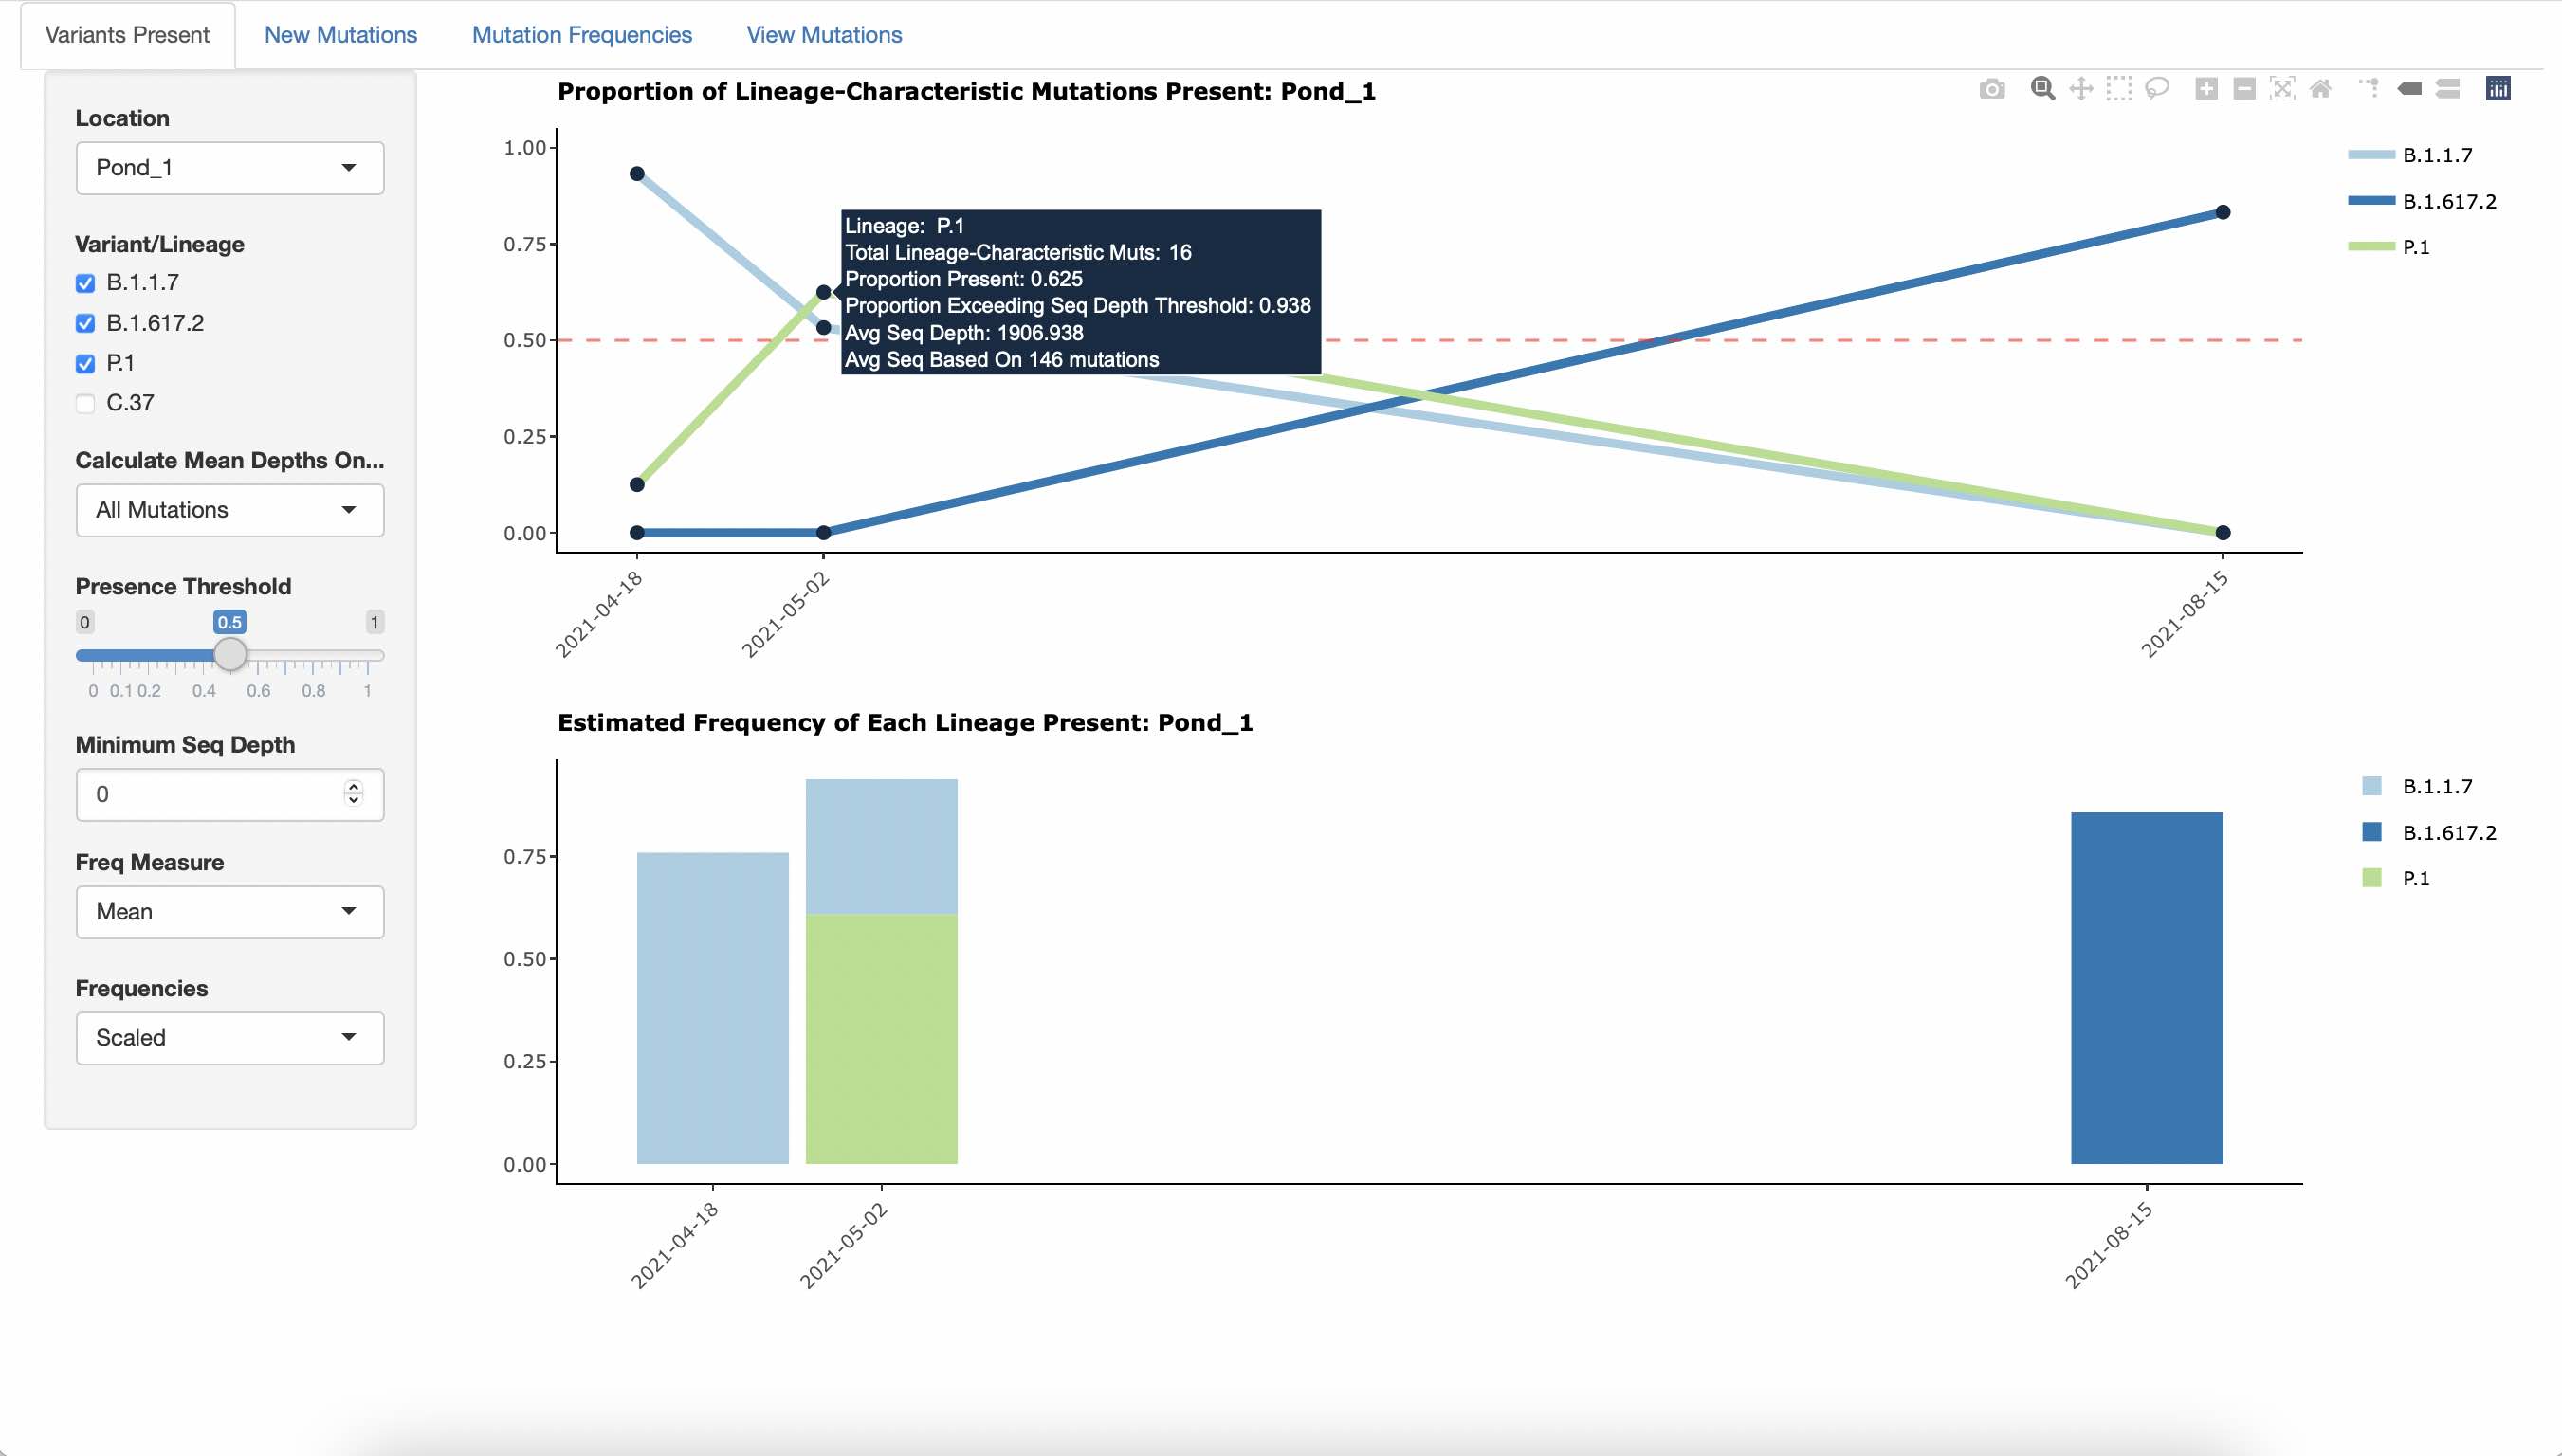 Variants Present
New Mutations
Mutation Frequencies
View Mutations
Location
Pond_1
Variant/Lineage
B.1.1.7
B.1.617.2
P.1
C.37
Calculate Mean Depths On...
All Mutations
Presence Threshold
0 0.5 1
0 0.1 0.2 0.4 0.6 0.8 1
Minimum Seq Depth
0
Freq Measure
Mean
Frequencies
Scaled
Proportion of Lineage-Characteristic Mutations Present: Pond_1
1.00
0.75
0.50
0.25
0.00
Lineage: P.1
Total Lineage-Characteristic Muts: 16
Proportion Present: 0.625
Proportion Exceeding Seq Depth Threshold: 0.938
Avg Seq Depth: 1906.938
Avg Seq Based On 146 mutations
2021-04-18
2021-05-02
2021-08-15
B.1.1.7
B.1.617.2
P.1
Estimated Frequency of Each Lineage Present: Pond_1
0.75
0.50
0.25
0.00
2021-04-18
2021-05-02
2021-08-15
B.1.1.7
B.1.617.2
P.1